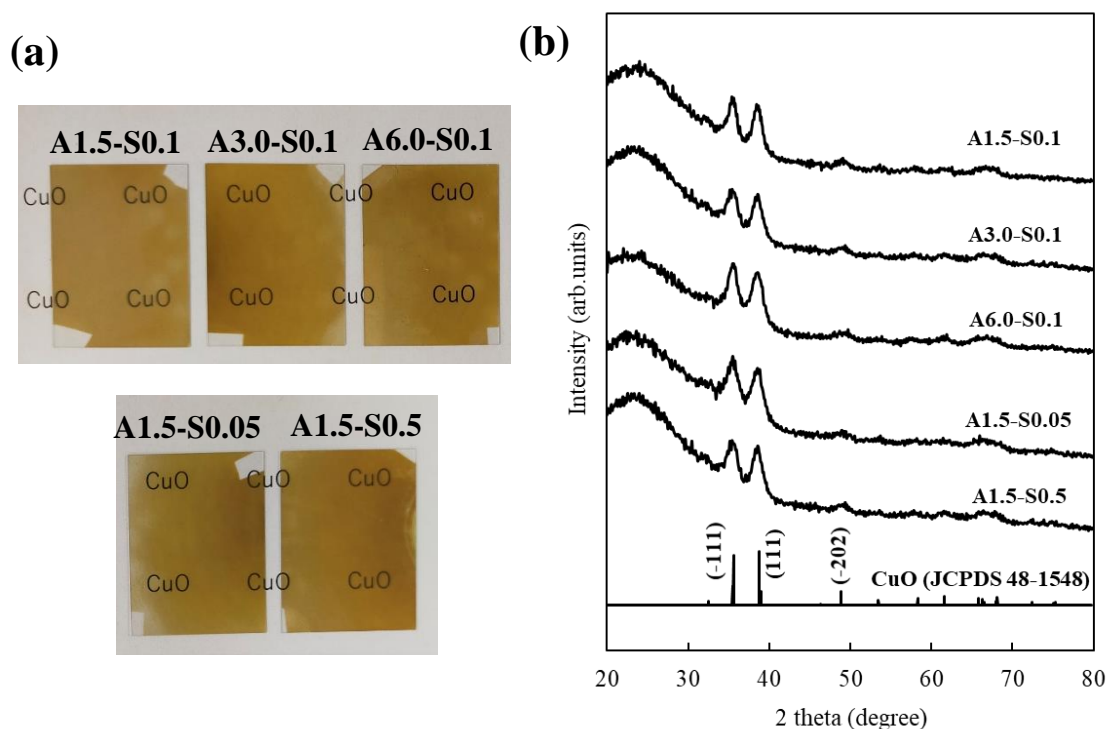 (a)
A1.5-S0.1 A3.0-S0.1 A6.0-S0.1
CuO CuO CuO CuO CuO
CuO CuO CuO CuO CuO
A1.5-S0.05 A1.5-S0.5
CuO CuO CuO
CuO CuO CuO
(b)
Intensity (arb.units)
A1.5-S0.1
A3.0-S0.1
A6.0-S0.1
A1.5-S0.05
A1.5-S0.5
(-111) (111) (-202)
CuO (JCPDS 48-1548)
20 30 40 50 60 70 80
2 theta (degree)